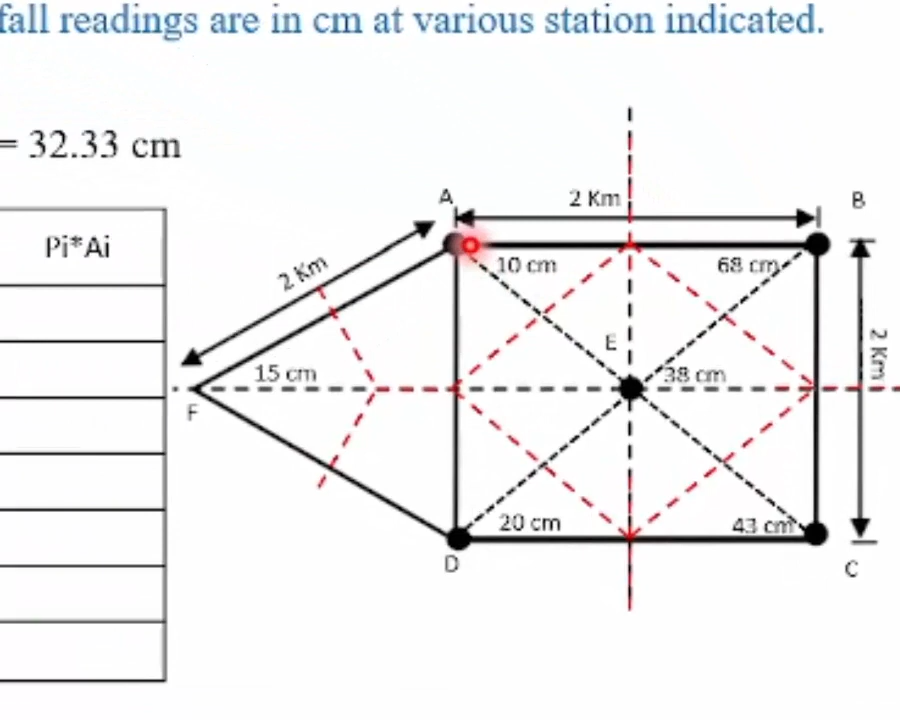 fall readings are in cm at various station indicated.
= 32.33 cm
Pi*Ai
A
2 Km
B
2 Km
10 cm
68 cm
E
2 Km
15 cm
38 cm
F
20 cm
43 cm
D
C